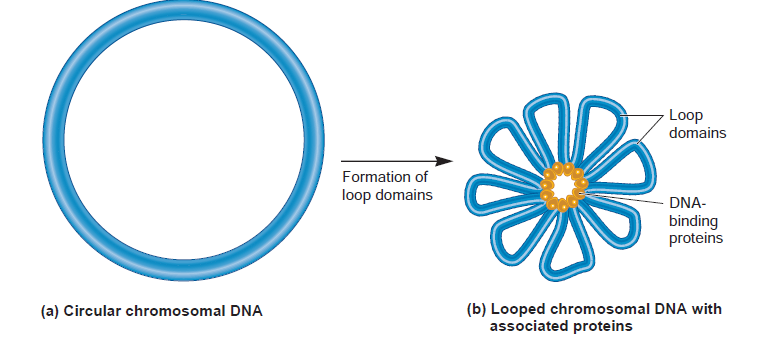 Loop
domains
Formation of
loop domains
DNA-
binding
proteins
(a) Circular chromosomal DNA
(b) Looped chromosomal DNA with
associated proteins